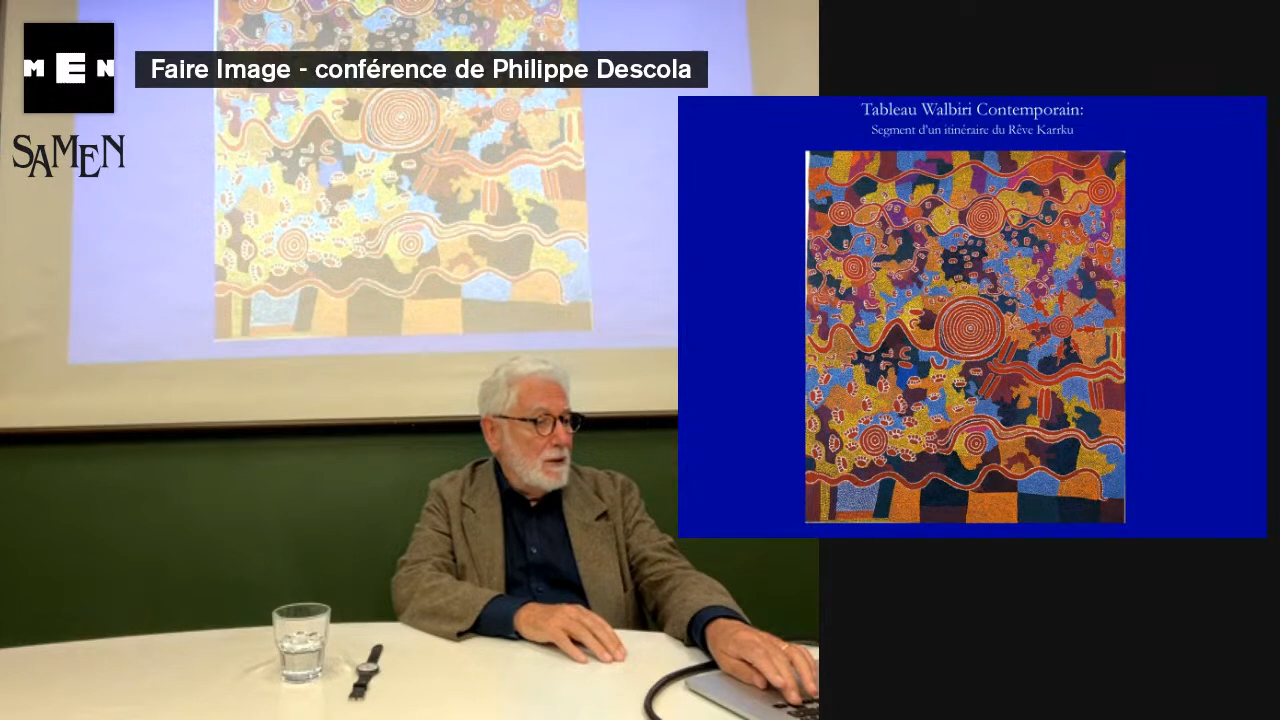 MEN
Faire Image - conférence de Philippe Descola
SAMEN
Tableau Walbiri Contemporain:
Segment d'un itinéraire du Rêve Karrku